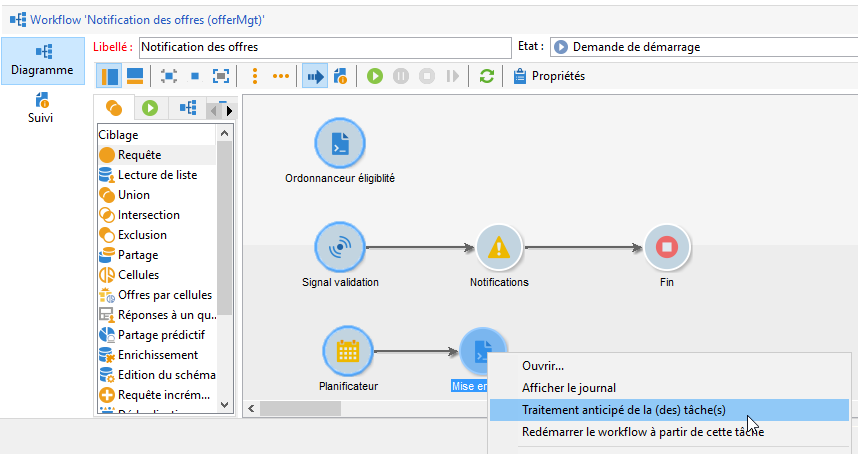 Workflow 'Notification des offres (offerMgt)'
Libellé : Notification des offres Etat : Demande de démarrage
Diagramme
Suivi
Propriétés
Ciblage
Requête
Lecture de liste
Union
Intersection
Exclusion
Partage
Cellules
Offres par cellules
Réponses à un qu...
Partage prédictif
Enrichissement
Edition du schéma
Requête incrém...
Ordonnanceur éligiblité
Signal validation
Notifications
Fin
Planificateur
Mise en
Ouvrir...
Afficher le journal
Traitement anticipé de la (des) tâche(s)
Redémarrer le workflow à partir de cette tâche